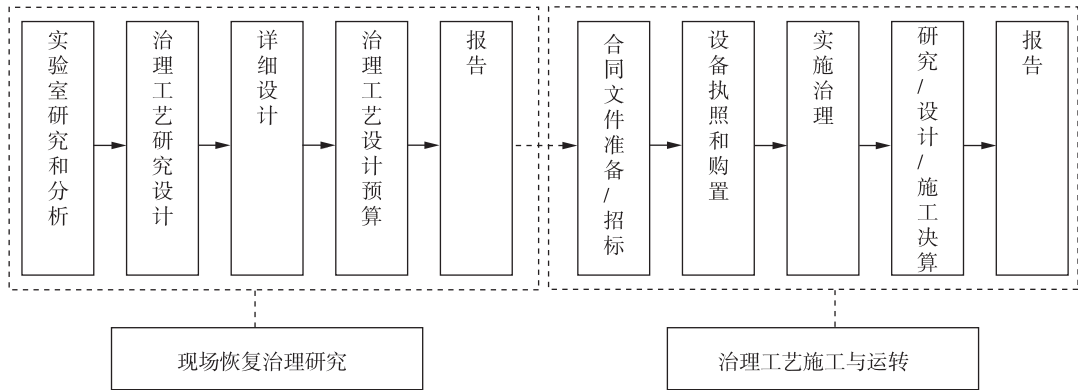 实验室研究和分析
治理工艺研究设计
详细设计
治理工艺设计预算
报告
合同文件准备/招标
设备执照和购置
实施治理
研究/设计/施工决算
报告
现场恢复治理研究
治理工艺施工与运转